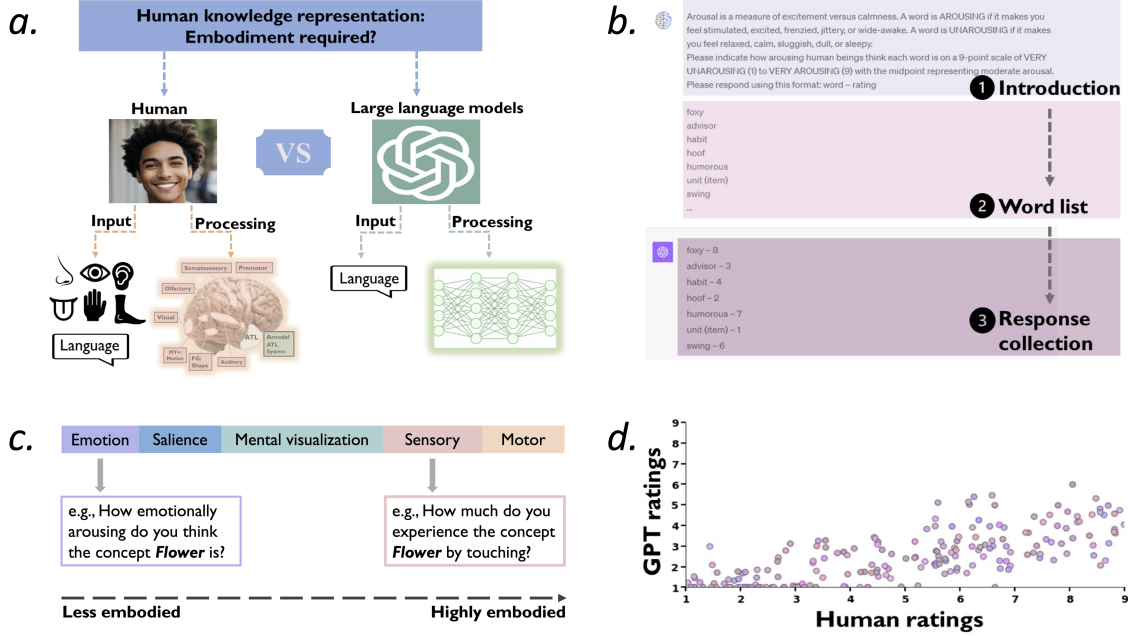 a.
Human knowledge representation:
Embodiment required?
Human
Large language models
VS
Input
Processing
Input
Processing
Language
Language
Somatosensory
Premotor
Olfactory
Visual
ATL
Amodal
ATL
System
MT+:
Motion
FG:
Shape
Auditory
b.
Arousal is a measure of excitement versus calmness. A word is AROUSING if it makes you
feel stimulated, excited, frenzied, jittery, or wide-awake. A word is UNAROUSING if it makes
you feel relaxed, calm, sluggish, dull, or sleepy.
Please indicate how arousing human beings think each word is on a 9-point scale of VERY
UNAROUSING (1) to VERY AROUSING (9) with the midpoint representing moderate arousal.
Please respond using this format: word – rating
1 Introduction
foxy
advisor
habit
hoof
humorous
unit (item)
swing
...
2 Word list
foxy – 8
advisor – 3
habit – 4
hoof – 2
humorous – 7
unit (item) – 1
swing – 6
3 Response
collection
c.
Emotion Salience Mental visualization Sensory Motor
e.g., How emotionally
arousing do you think
the concept Flower is?
e.g., How much do you
experience the concept
Flower by touching?
Less embodied
Highly embodied
d.
GPT ratings
9
8
7
6
5
4
3
2
1
1 2 3 4 5 6 7 8 9
Human ratings